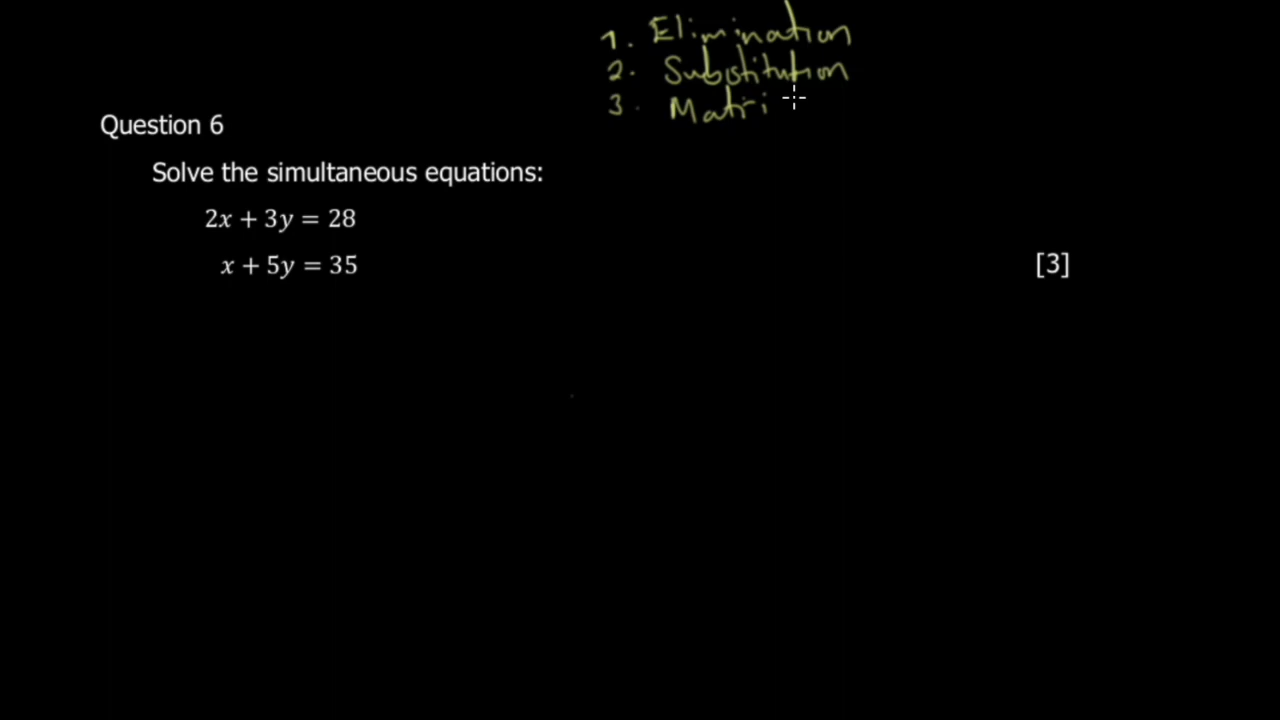 1. Elimination
2. Substitution
3. Matri
Question 6
Solve the simultaneous equations:
2x + 3y = 28
x + 5y = 35
[3]